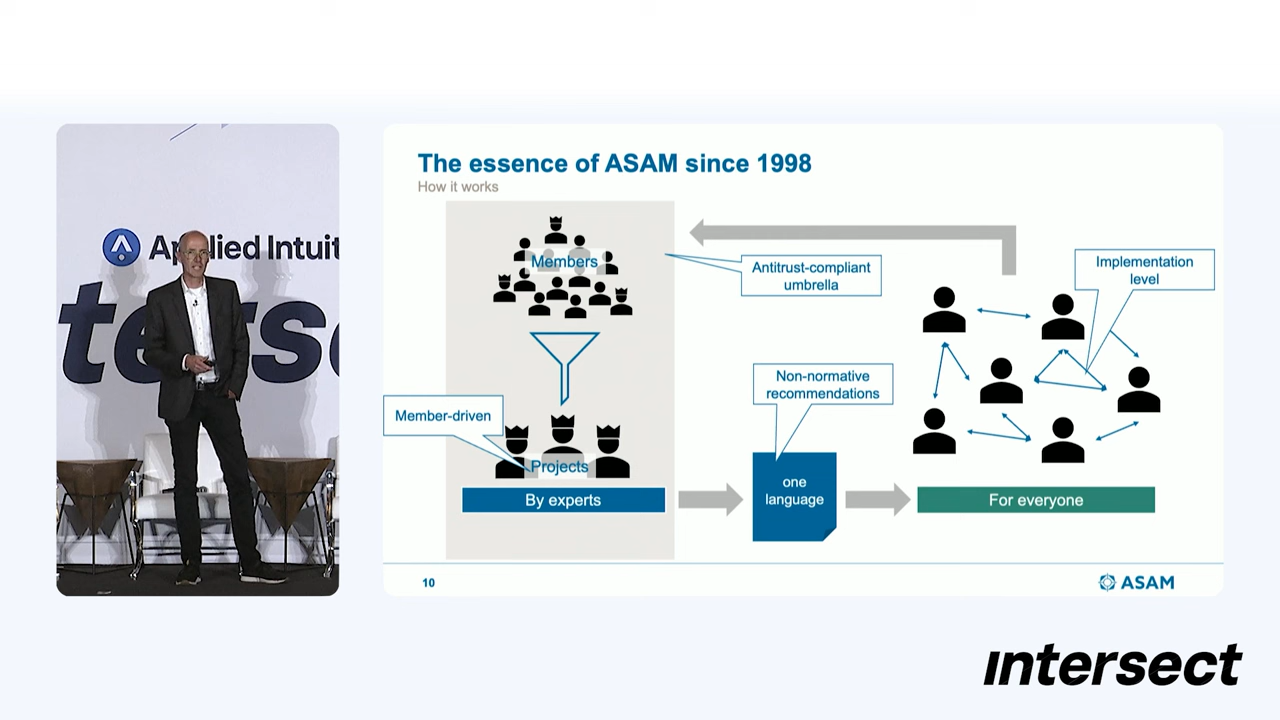 Applied Intuit
terse
The essence of ASAM since 1998
How it works
Members
Antitrust-compliant
umbrella
Implementation
level
Non-normative
recommendations
Member-driven
Projects
By experts
one
language
For everyone
10
ASAM
intersect